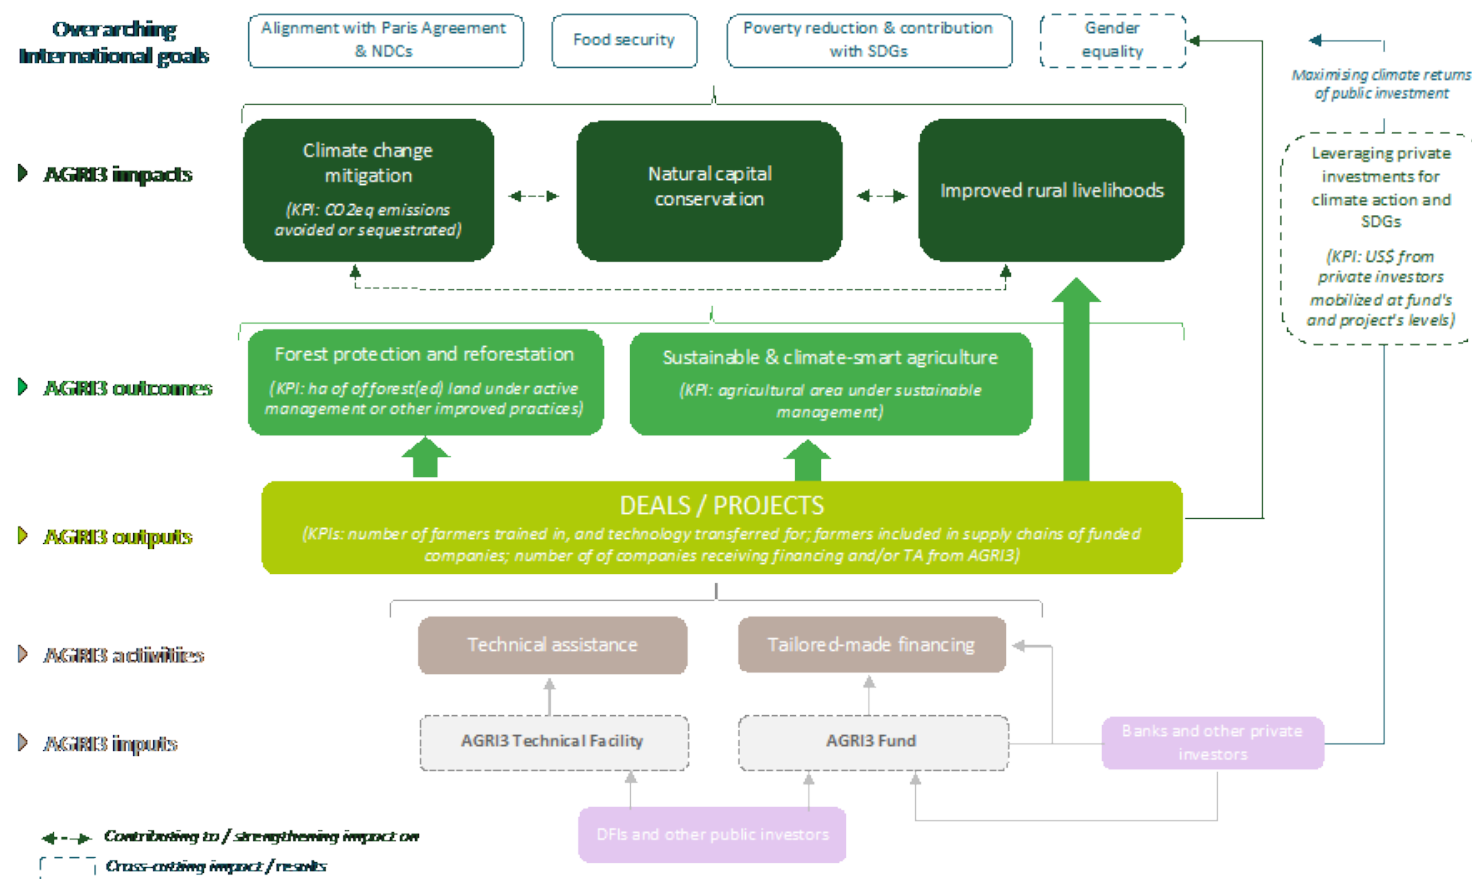 Overarching
International goals
Alignment with Paris Agreement
& NDCs
Food security
Poverty reduction & contribution
with SDGs
Gender
equality
Maximising climate returns
of public investment
AGRI3 impacts
Climate change
mitigation
(KPI: CO2eq emissions
avoided or sequestrated)
Natural capital
conservation
Improved rural livelihoods
Leveraging private
investments for
climate action and
SDGs
(KPI: US$ from
private investors
mobilized at fund's
and project's levels)
AGRI3 outcomes
Forest protection and reforestation
(KPI: ha of of forest(ed) land under active
management or other improved practices)
Sustainable & climate-smart agriculture
(KPI: agricultural area under sustainable
management)
AGRI3 outputs
DEALS / PROJECTS
(KPIs: number of farmers trained in, and technology transferred for; farmers included in supply chains of funded
companies; number of of companies receiving financing and/or TA from AGRI3)
AGRI3 activities
Technical assistance
Tailored-made financing
AGRI3 inputs
AGRI3 Technical Facility
AGRI3 Fund
Banks and other private
investors
DFIs and other public investors
Contributing to / strengthening impact on
Cross-cutting impact / results